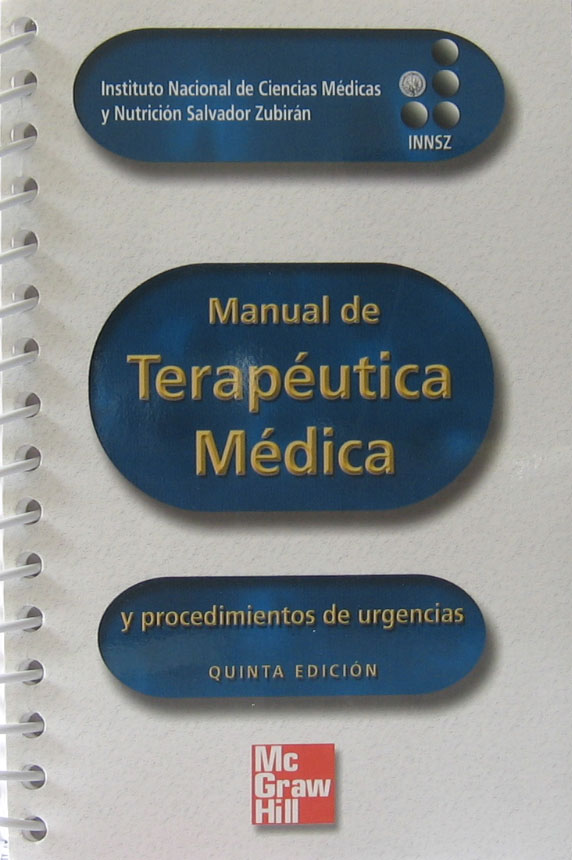 Instituto Nacional de Ciencias Médicas
y Nutrición Salvador Zubirán
INNSZ
Manual de
Terapéutica
Médica
y procedimientos de urgencias
QUINTA EDICIÓN
Mc
Graw
Hill